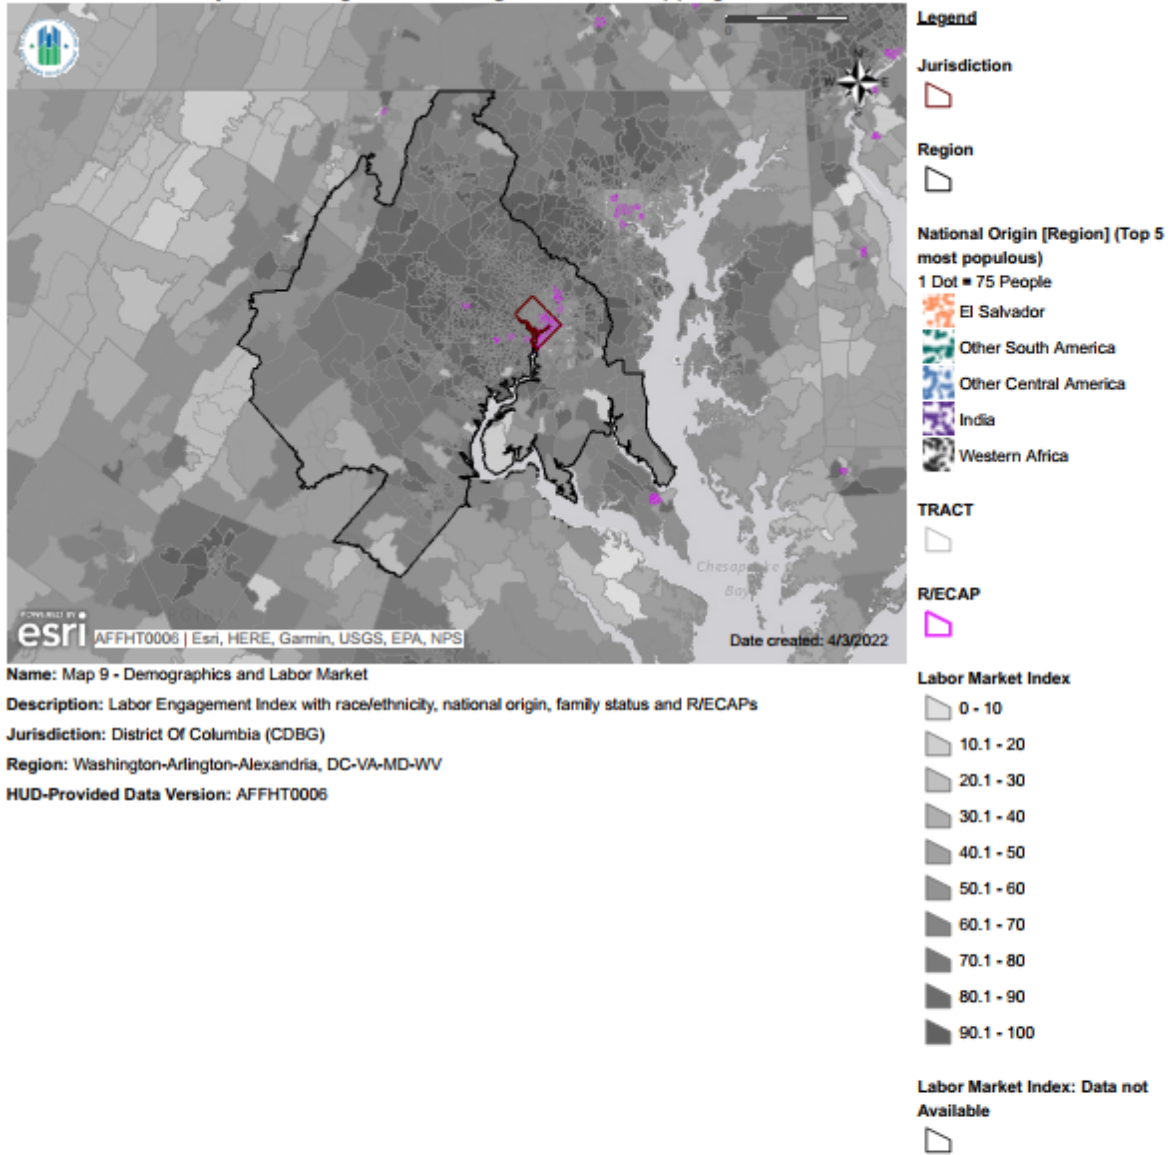 Legend
Jurisdiction
Region
National Origin [Region] (Top 5
most populous)
1 Dot = 75 People
El Salvador
Other South America
Other Central America
India
Western Africa
TRACT
R/ECAP
Labor Market Index
0 - 10
10.1 - 20
20.1 - 30
30.1 - 40
40.1 - 50
50.1 - 60
60.1 - 70
70.1 - 80
80.1 - 90
90.1 - 100
Labor Market Index: Data not
Available
0
N
W E
S
Chesapeake
Bay
POWERED BY
esri
AFFHT0006 | Esri, HERE, Garmin, USGS, EPA, NPS
Date created: 4/3/2022
Name: Map 9 - Demographics and Labor Market
Description: Labor Engagement Index with race/ethnicity, national origin, family status and R/ECAPs
Jurisdiction: District Of Columbia (CDBG)
Region: Washington-Arlington-Alexandria, DC-VA-MD-WV
HUD-Provided Data Version: AFFHT0006